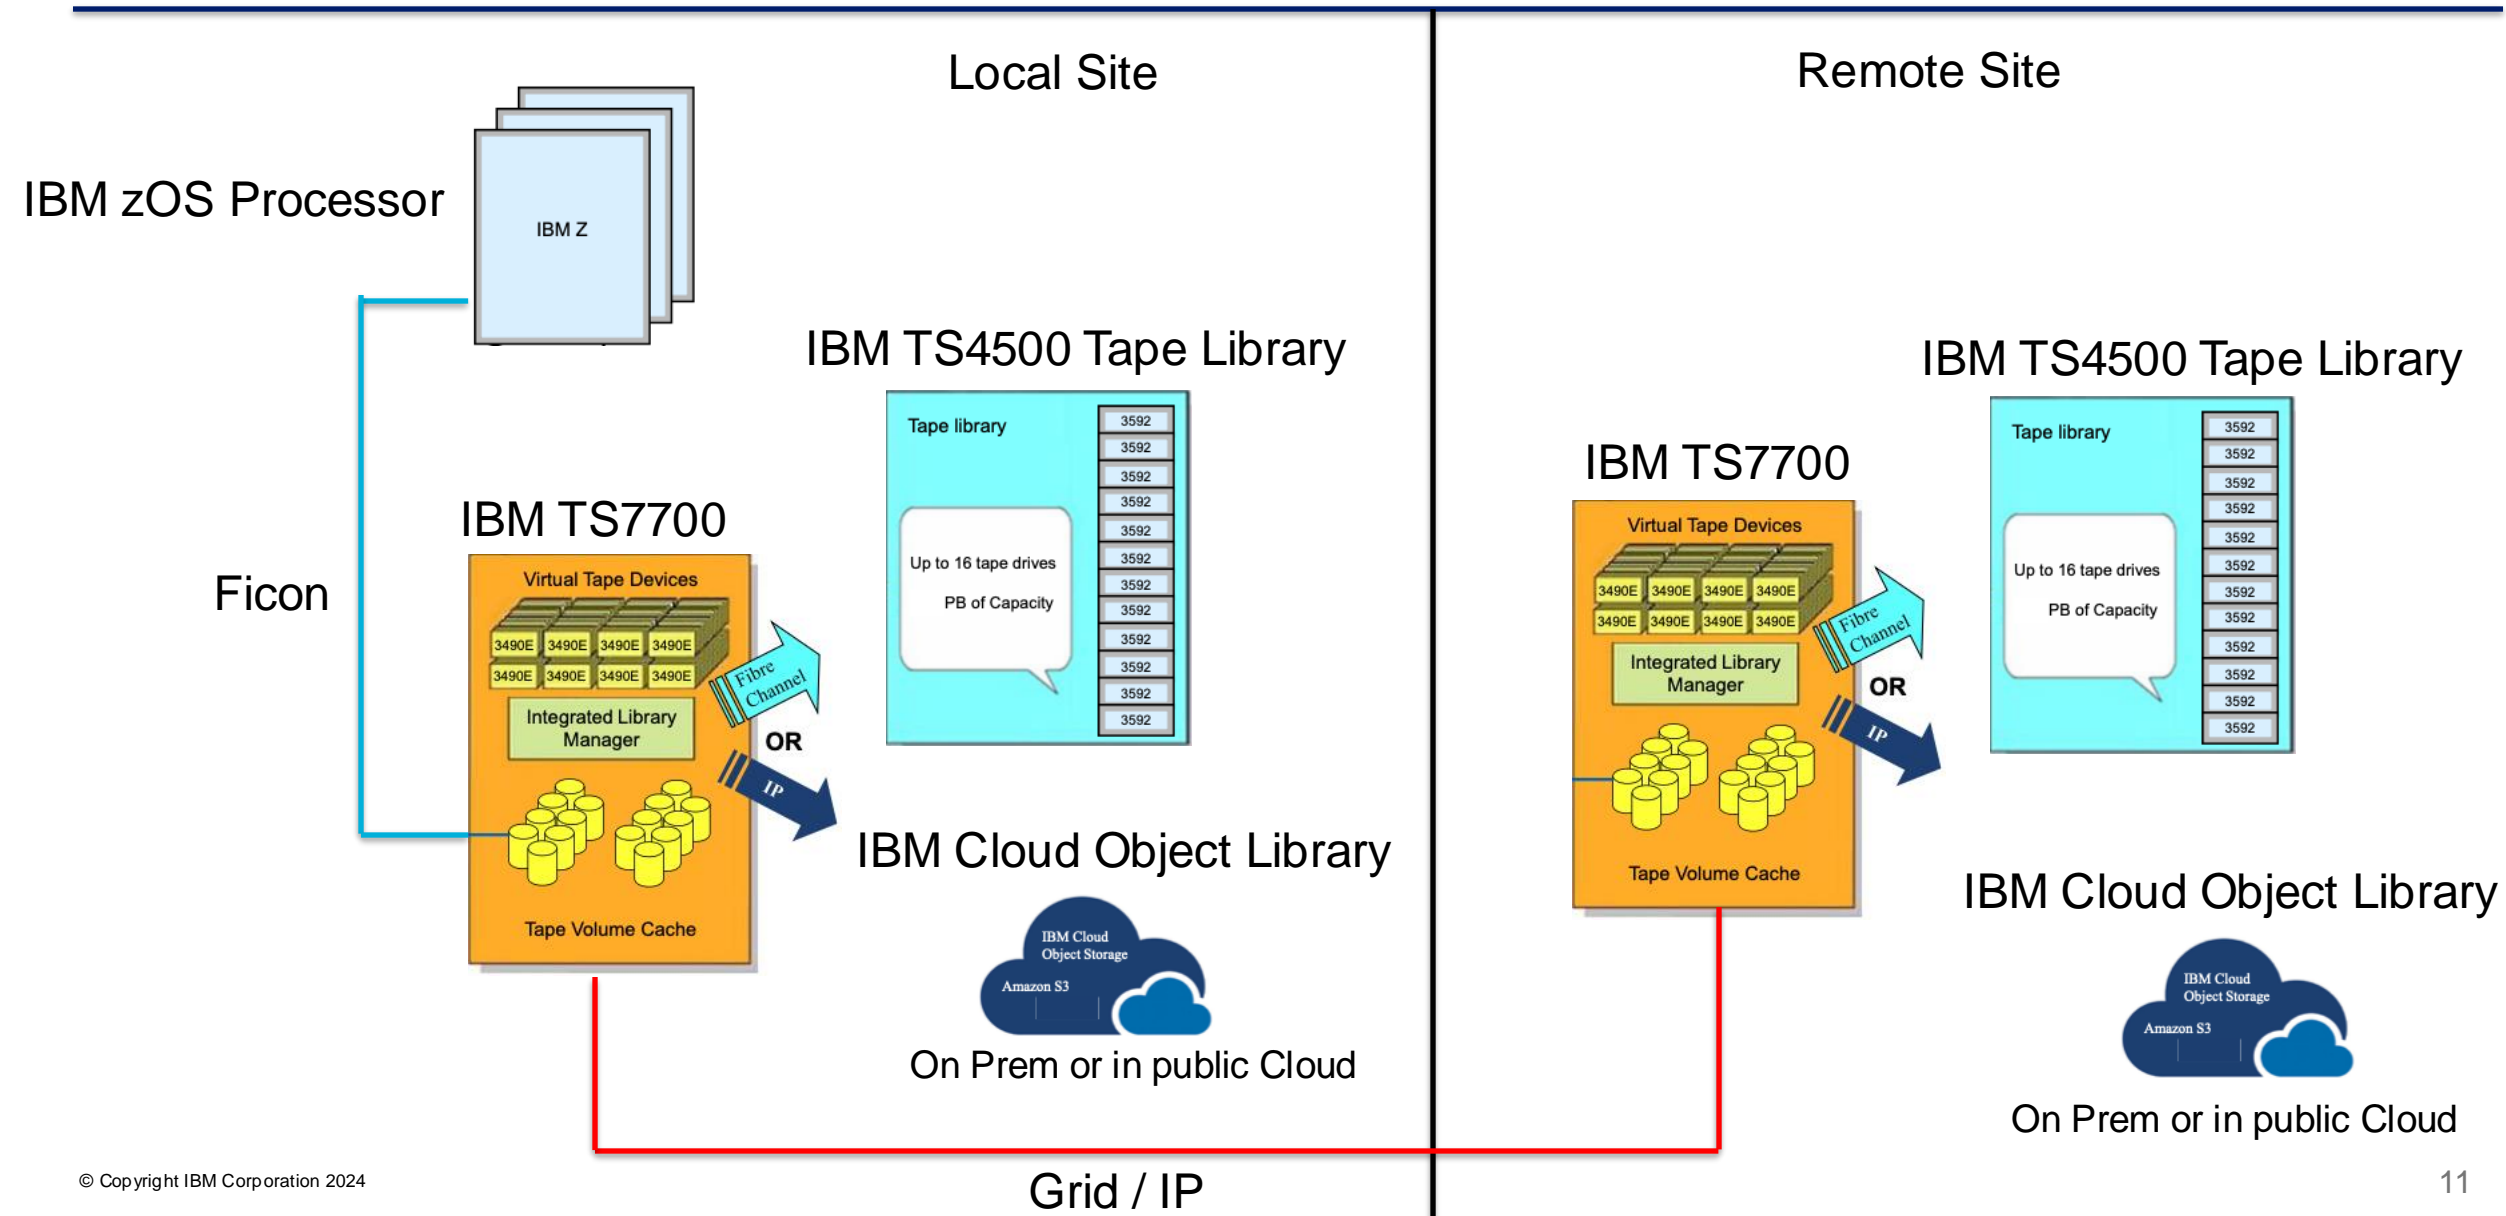 Local Site
Remote Site
IBM zOS Processor
IBM Z
Ficon
IBM TS4500 Tape Library
Tape library
Up to 16 tape drives
PB of Capacity
3592
3592
3592
3592
3592
3592
3592
3592
3592
3592
3592
3592
IBM TS7700
Virtual Tape Devices
3490E 3490E 3490E 3490E
3490E 3490E 3490E 3490E
Integrated Library
Manager
Tape Volume Cache
Fibre
Channel
OR
IP
IBM Cloud Object Library
IBM Cloud
Object Storage
Amazon S3
On Prem or in public Cloud
IBM TS4500 Tape Library
Tape library
Up to 16 tape drives
PB of Capacity
3592
3592
3592
3592
3592
3592
3592
3592
3592
3592
3592
3592
IBM TS7700
Virtual Tape Devices
3490E 3490E 3490E 3490E
3490E 3490E 3490E 3490E
Integrated Library
Manager
Tape Volume Cache
Fibre
Channel
OR
IP
IBM Cloud Object Library
IBM Cloud
Object Storage
Amazon S3
On Prem or in public Cloud
Grid / IP
© Copyright IBM Corporation 2024
11